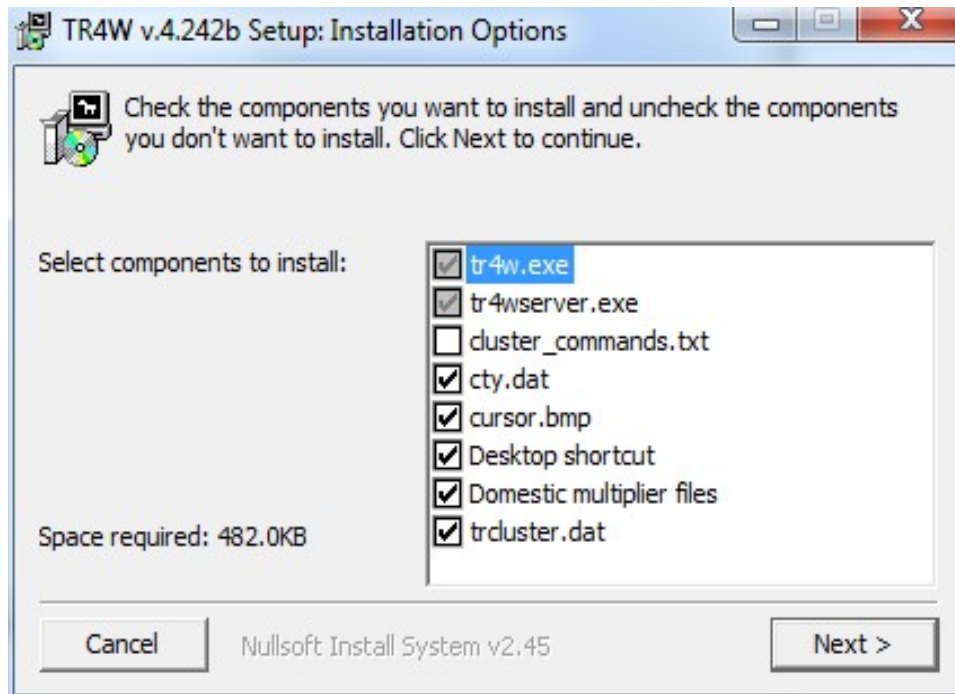 TR4W v.4.242b Setup: Installation Options
Check the components you want to install and uncheck the components
you don't want to install. Click Next to continue.
Select components to install:
tr4w.exe
tr4wserver.exe
cluster_commands.txt
cty.dat
cursor.bmp
Desktop shortcut
Domestic multiplier files
trcluster.dat
Space required: 482.0KB
Cancel
Nullsoft Install System v2.45
Next >